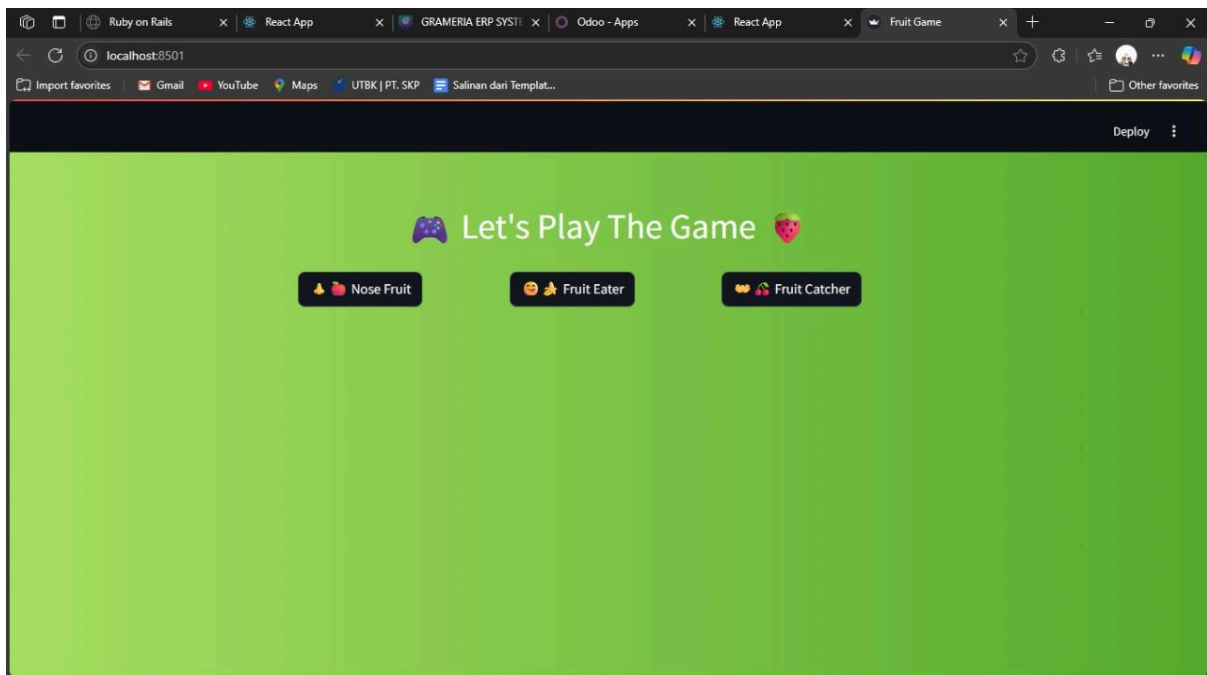 Ruby on Rails React App GRAMERIA ERP SYSTE Odoo - Apps React App Fruit Game
localhost:8501
Import favorites Gmail YouTube Maps UTBK | PT. SKP Salinan dari Templat... Other favorites
Deploy
🎮 Let's Play The Game 🍓
👃🍎 Nose Fruit 😋🍌 Fruit Eater 👐🍒 Fruit Catcher